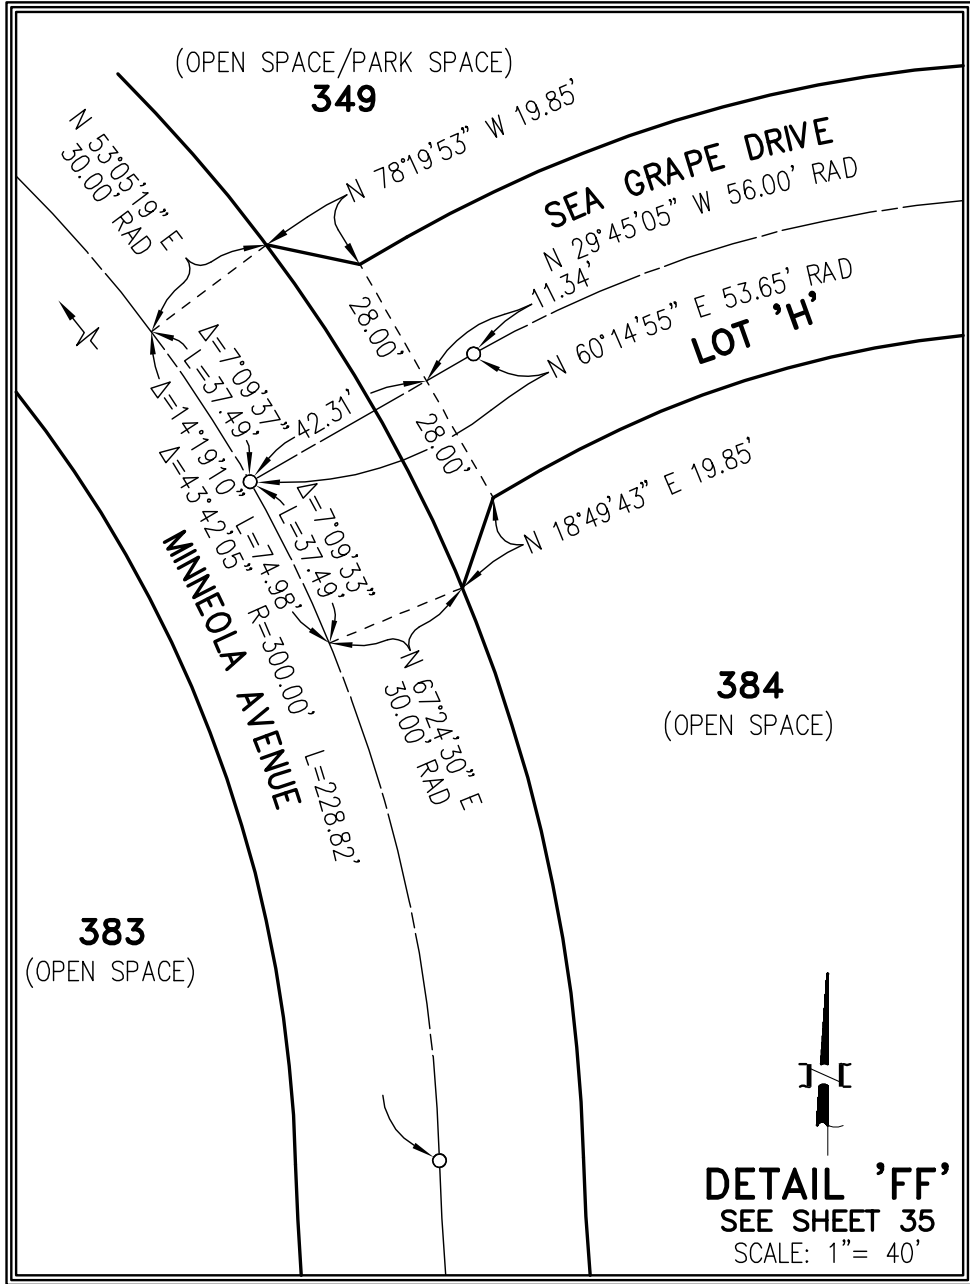 (OPEN SPACE/PARK SPACE)
349
N 53°05'19" E
30.00' RAD
N 78°19'53" W 19.85'
SEA GRAPE DRIVE
N 29°45'05" W 56.00' RAD
11.34'
N 60°14'55" E 53.65' RAD
LOT 'H'
28.00'
28.00'
42.31'
Δ=7°09'37"
L=37.49'
Δ=14°19'10" L=74.98'
Δ=43°42'05" R=300.00' L=228.82'
Δ=7°09'33"
L=37.49'
N 18°49'43" E 19.85'
MINNEOLA AVENUE
N 67°24'30" E
30.00' RAD
384
(OPEN SPACE)
383
(OPEN SPACE)
N
DETAIL 'FF'
SEE SHEET 35
SCALE: 1"= 40'